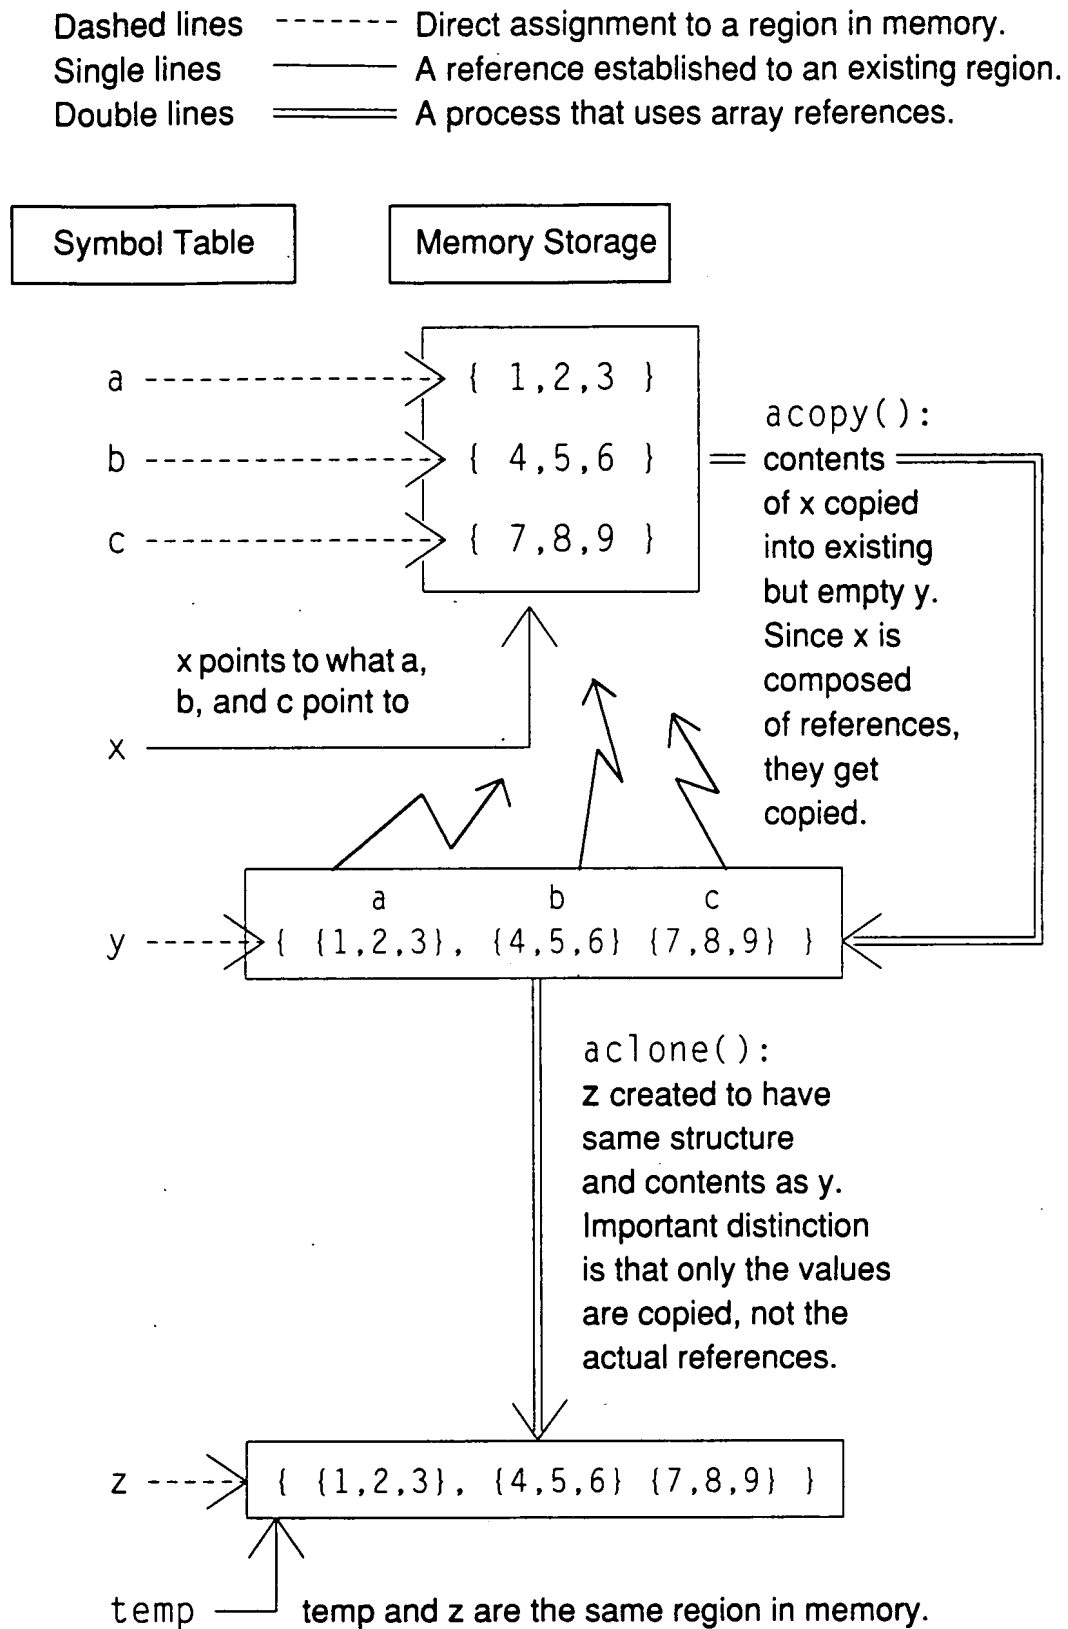 Dashed lines ------- Direct assignment to a region in memory.
Single lines A reference established to an existing region.
Double lines A process that uses array references.
Symbol Table
Memory Storage
a { 1,2,3 }
b { 4,5,6 }
c { 7,8,9 }
acopy():
contents
of x copied
into existing
but empty y.
Since x is
composed
of references,
they get
copied.
x points to what a,
b, and c point to
x
a b c
y { {1,2,3}, {4,5,6} {7,8,9} }
aclone():
z created to have
same structure
and contents as y.
Important distinction
is that only the values
are copied, not the
actual references.
z { {1,2,3}, {4,5,6} {7,8,9} }
temp temp and z are the same region in memory.